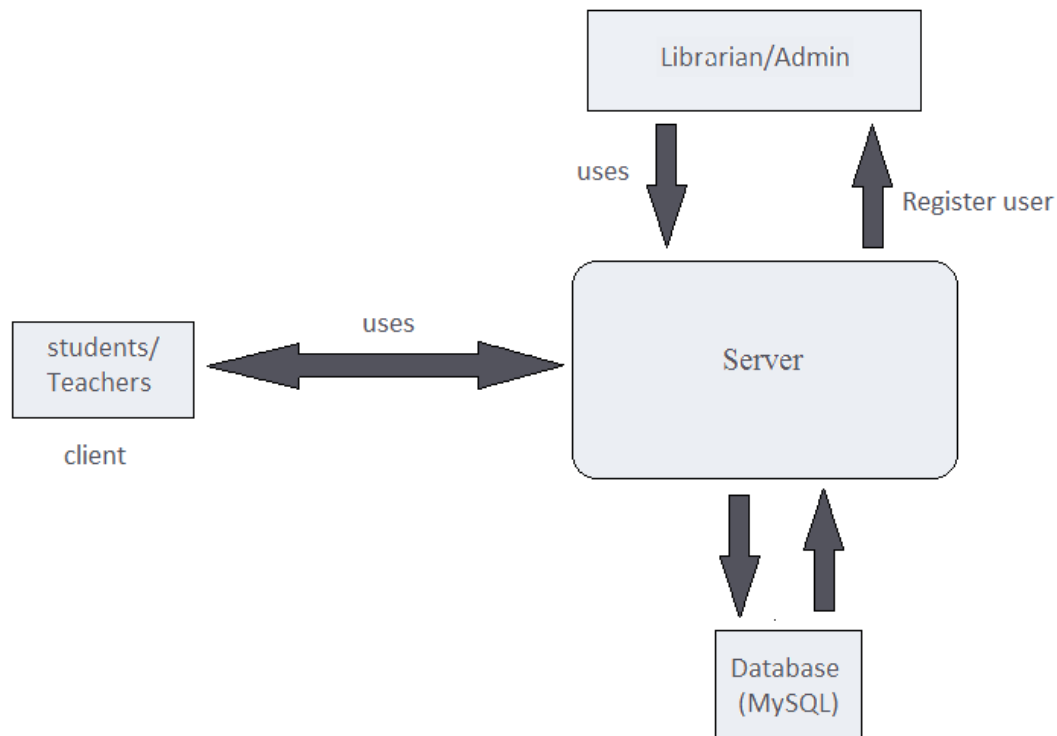 Librarian/Admin
uses
Register user
uses
students/
Teachers
Server
client
Database
(MySQL)